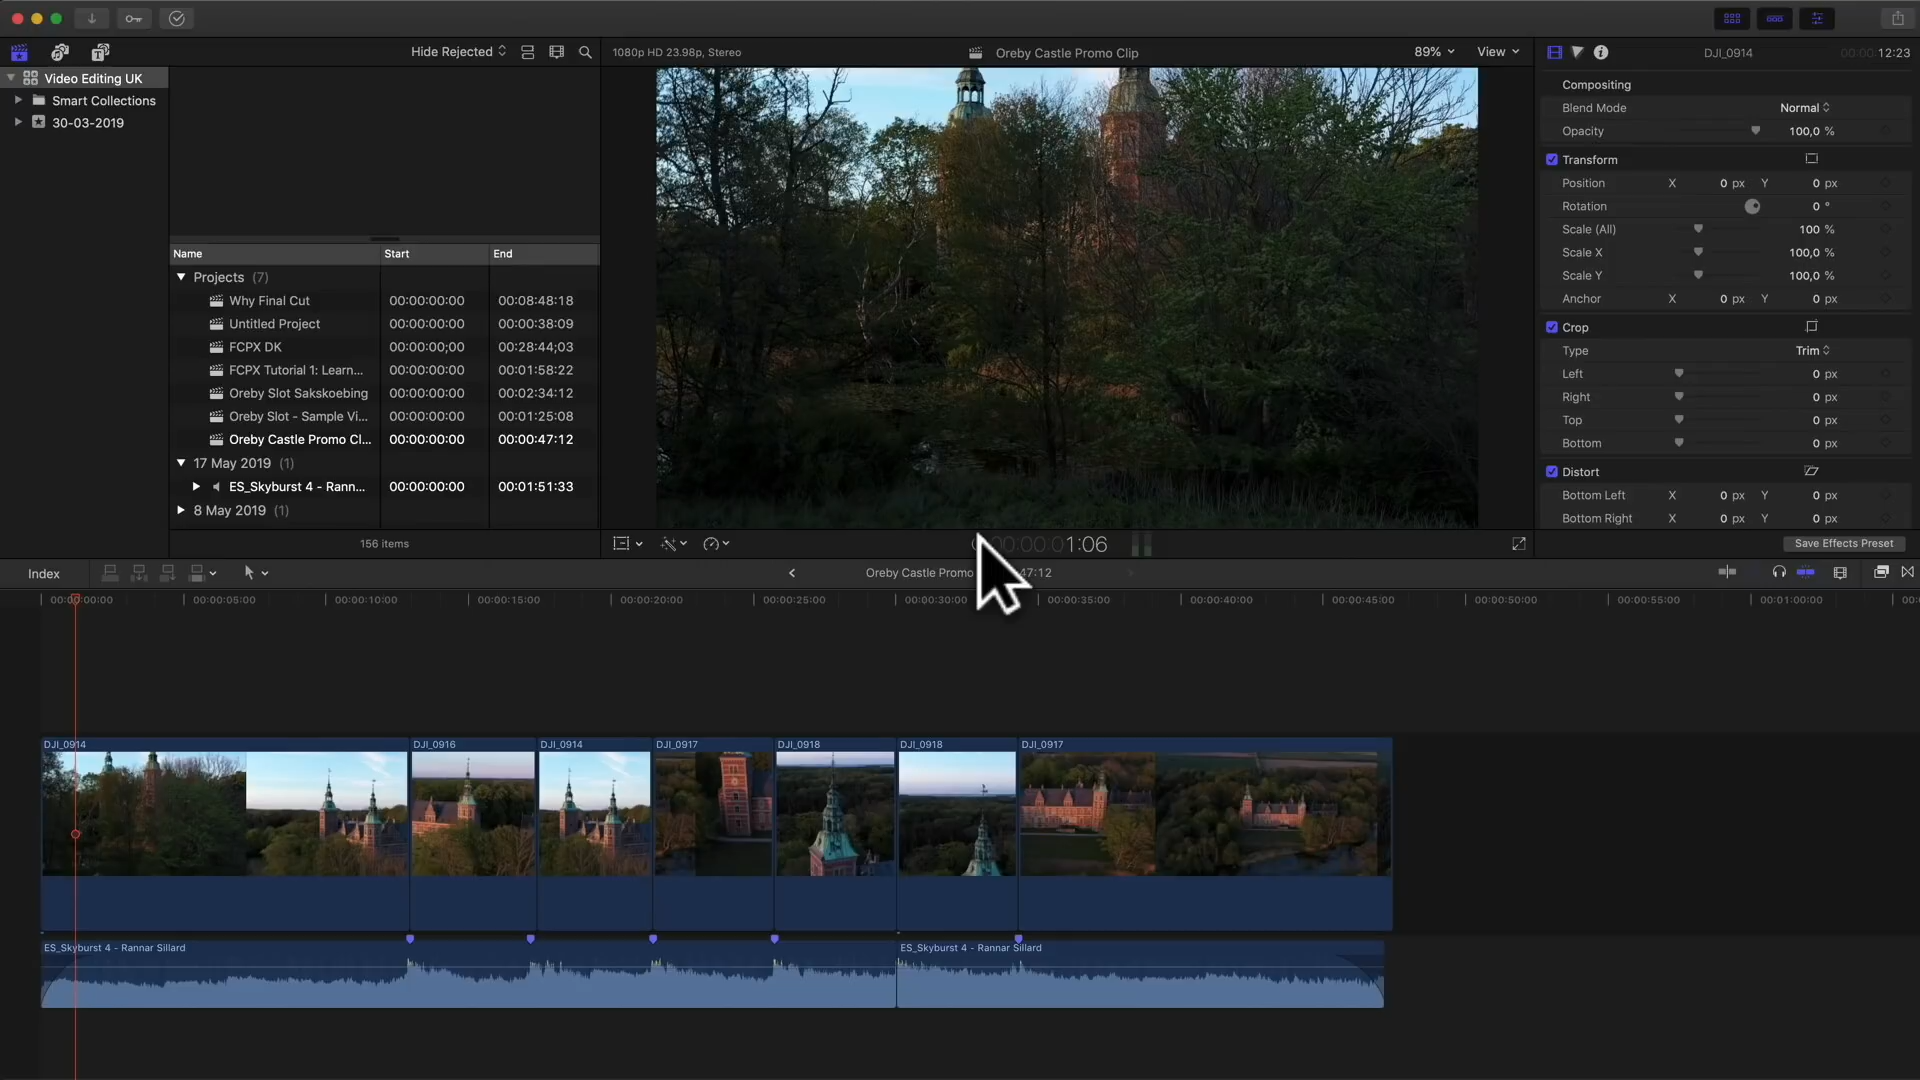 Hide Rejected
1080p HD 23.98p, Stereo
Oreby Castle Promo Clip
89%
View
DJI_0914
00:00:12:23
Video Editing UK
Smart Collections
30-03-2019
Compositing
Blend Mode
Normal
Opacity
100,0 %
Transform
Position
X
0 px
Y
0 px
Rotation
0 °
Scale (All)
100 %
Scale X
100,0 %
Scale Y
100,0 %
Anchor
X
0 px
Y
0 px
Crop
Type
Trim
Left
0 px
Right
0 px
Top
0 px
Bottom
0 px
Distort
Bottom Left
X
0 px
Y
0 px
Bottom Right
X
0 px
Y
0 px
Save Effects Preset
Name
Start
End
Projects (7)
Why Final Cut
00:00:00:00
00:08:48:18
Untitled Project
00:00:00:00
00:00:38:09
FCPX DK
00:00:00;00
00:28:44;03
FCPX Tutorial 1: Learn...
00:00:00:00
00:01:58:22
Oreby Slot Sakskoebing
00:00:00:00
00:02:34:12
Oreby Slot - Sample Vi...
00:00:00:00
00:01:25:08
Oreby Castle Promo Cl...
00:00:00:00
00:00:47:12
17 May 2019 (1)
ES_Skyburst 4 - Rann...
00:00:00:00
00:01:51:33
8 May 2019 (1)
156 items
00:00:01:06
Index
Oreby Castle Promo
47:12
00:00:00:00
00:00:05:00
00:00:10:00
00:00:15:00
00:00:20:00
00:00:25:00
00:00:30:00
00:00:35:00
00:00:40:00
00:00:45:00
00:00:50:00
00:00:55:00
00:01:00:00
00:
DJI_0914
DJI_0916
DJI_0914
DJI_0917
DJI_0918
DJI_0918
DJI_0917
ES_Skyburst 4 - Rannar Sillard
ES_Skyburst 4 - Rannar Sillard